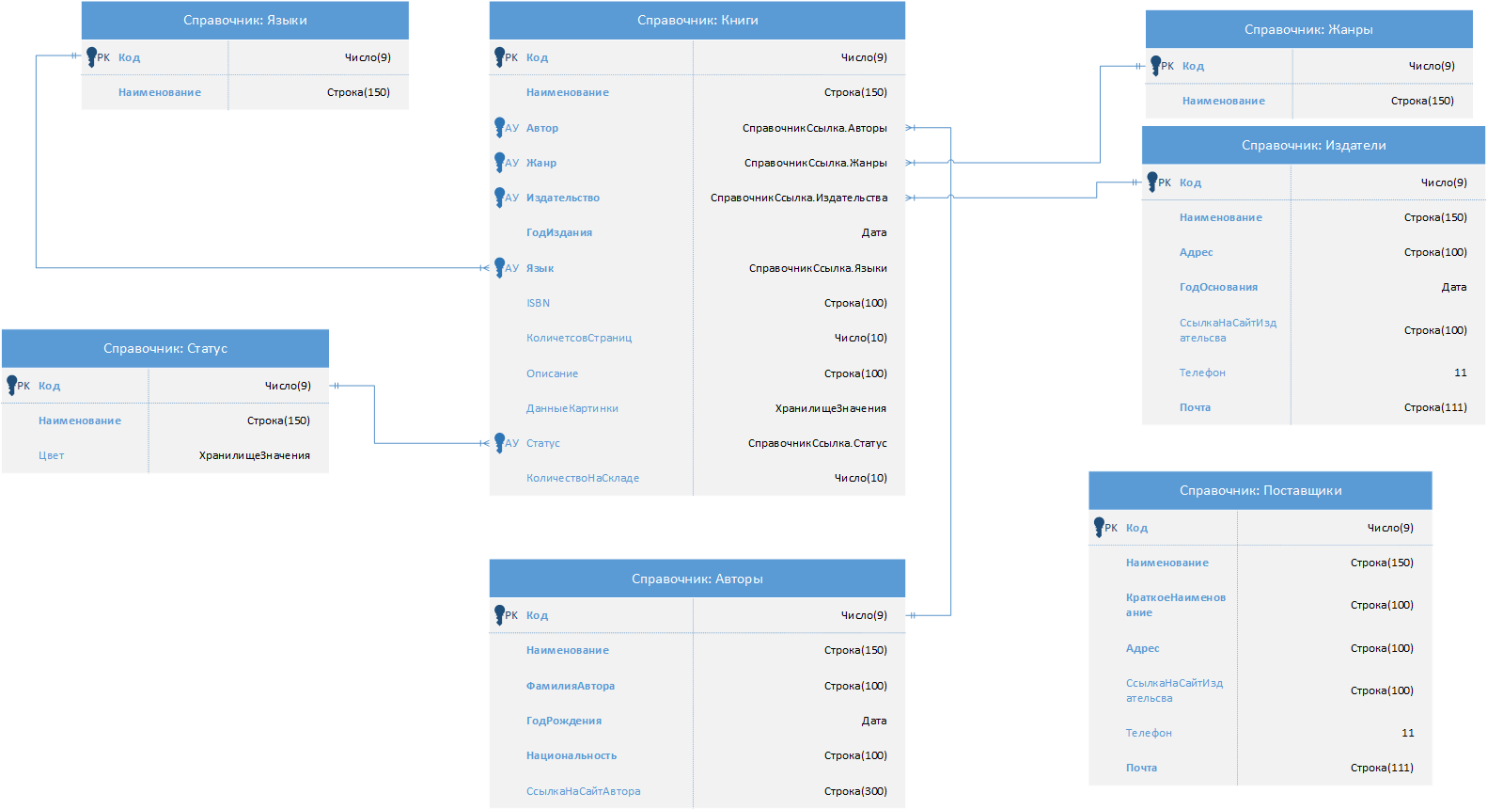 Справочник: Языки
PK Код Число(9)
Наименование Строка(150)
Справочник: Статус
PK Код Число(9)
Наименование Строка(150)
Цвет ХранилищеЗначения
Справочник: Книги
PK Код Число(9)
Наименование Строка(150)
АУ Автор СправочникСсылка.Авторы
АУ Жанр СправочникСсылка.Жанры
АУ Издательство СправочникСсылка.Издательства
ГодИздания Дата
АУ Язык СправочникСсылка.Языки
ISBN Строка(100)
КоличетсовСтраниц Число(10)
Описание Строка(100)
ДанныеКартинки ХранилищеЗначения
АУ Статус СправочникСсылка.Статус
КоличествоНаСкладе Число(10)
Справочник: Авторы
PK Код Число(9)
Наименование Строка(150)
ФамилияАвтора Строка(100)
ГодРождения Дата
Национальность Строка(100)
СсылкаНаСайтАвтора Строка(300)
Справочник: Жанры
PK Код Число(9)
Наименование Строка(150)
Справочник: Издатели
PK Код Число(9)
Наименование Строка(150)
Адрес Строка(100)
ГодОснования Дата
СсылкаНаСайтИзд
ательсва Строка(100)
Телефон 11
Почта Строка(111)
Справочник: Поставщики
PK Код Число(9)
Наименование Строка(150)
КраткоеНаименов
ание Строка(100)
Адрес Строка(100)
СсылкаНаСайтИзд
ательсва Строка(100)
Телефон 11
Почта Строка(111)